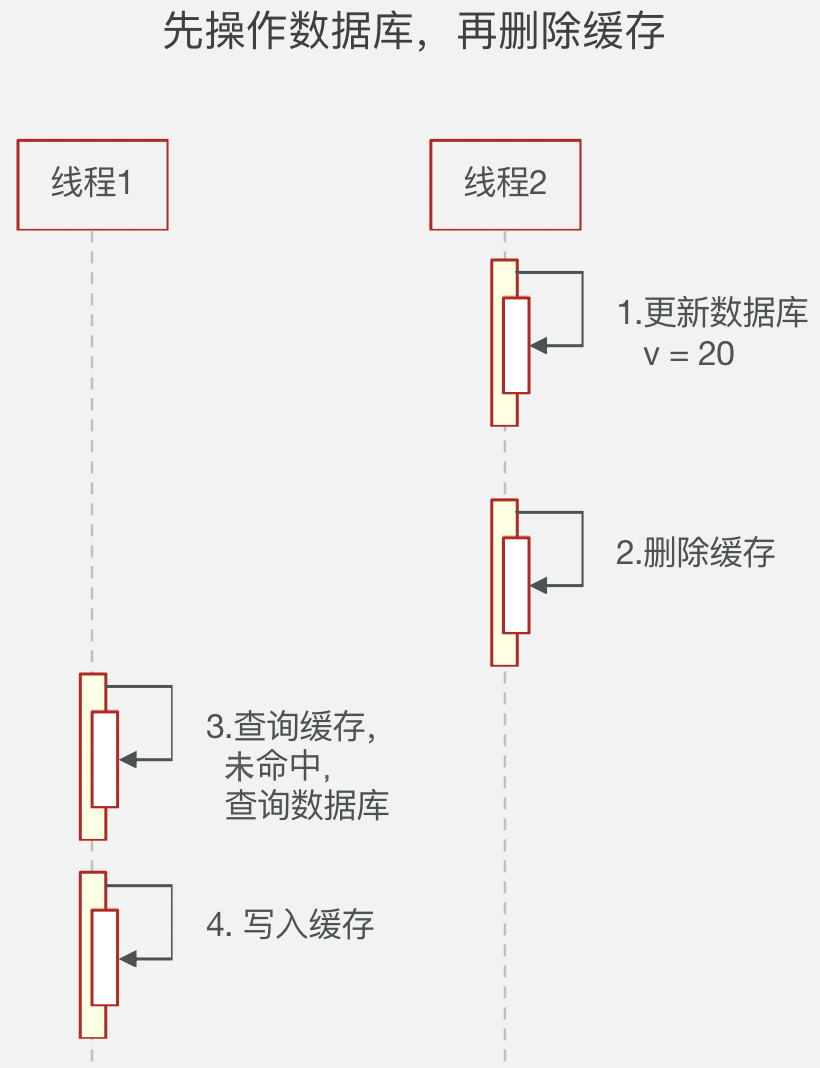 先操作数据库，再删除缓存
线程1
线程2
1.更新数据库
v = 20
2.删除缓存
3.查询缓存，
未命中，
查询数据库
4. 写入缓存